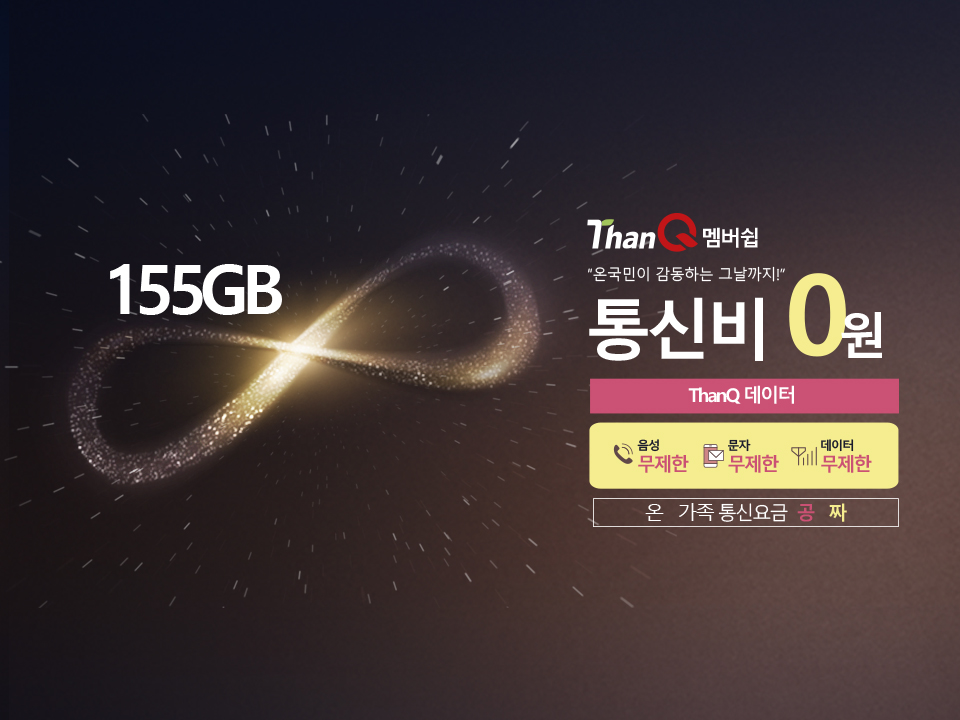 155GB
ThanQ 멤버쉽
"온국민이 감동하는 그날까지!"
통신비 0원
ThanQ 데이터
음성 무제한
문자 무제한
데이터 무제한
온 가족 통신요금 공 짜